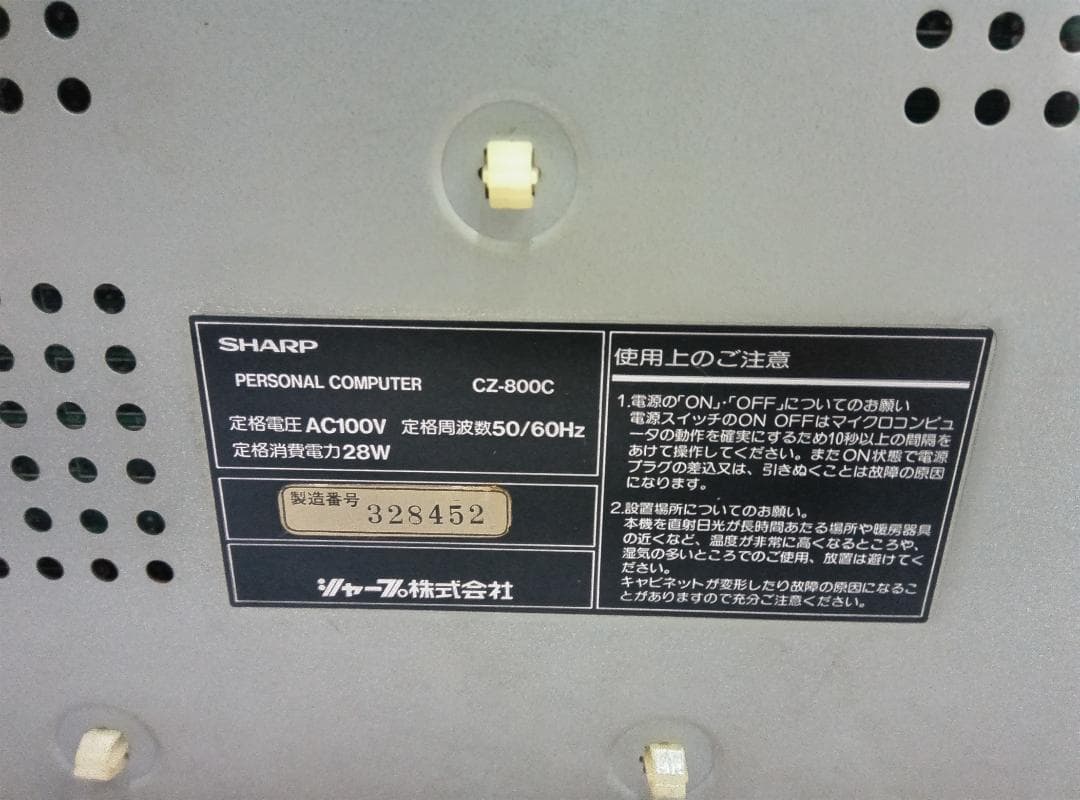 SHARP
PERSONAL COMPUTER CZ-800C
定格電圧 AC100V 定格周波数50/60Hz
定格消費電力28W
製造番号 328452
シャープ株式会社
使用上のご注意
1.電源の「ON」・「OFF」についてのお願い
電源スイッチのON OFFはマイクロコンピュ
ータの動作を確実にするため10秒以上の間隔を
あけて操作してください。またON状態で電源
プラグの差込又は、引きぬくことは故障の原因
になります。
2.設置場所についてのお願い。
本機を直射日光が長時間あたる場所や暖房器具
の近くなど、温度が非常に高くなるところや、
湿気の多いところでのご使用、放置は避けてく
ださい。
キャビネットが変形したり故障の原因になるこ
とがありますので充分ご注意ください。